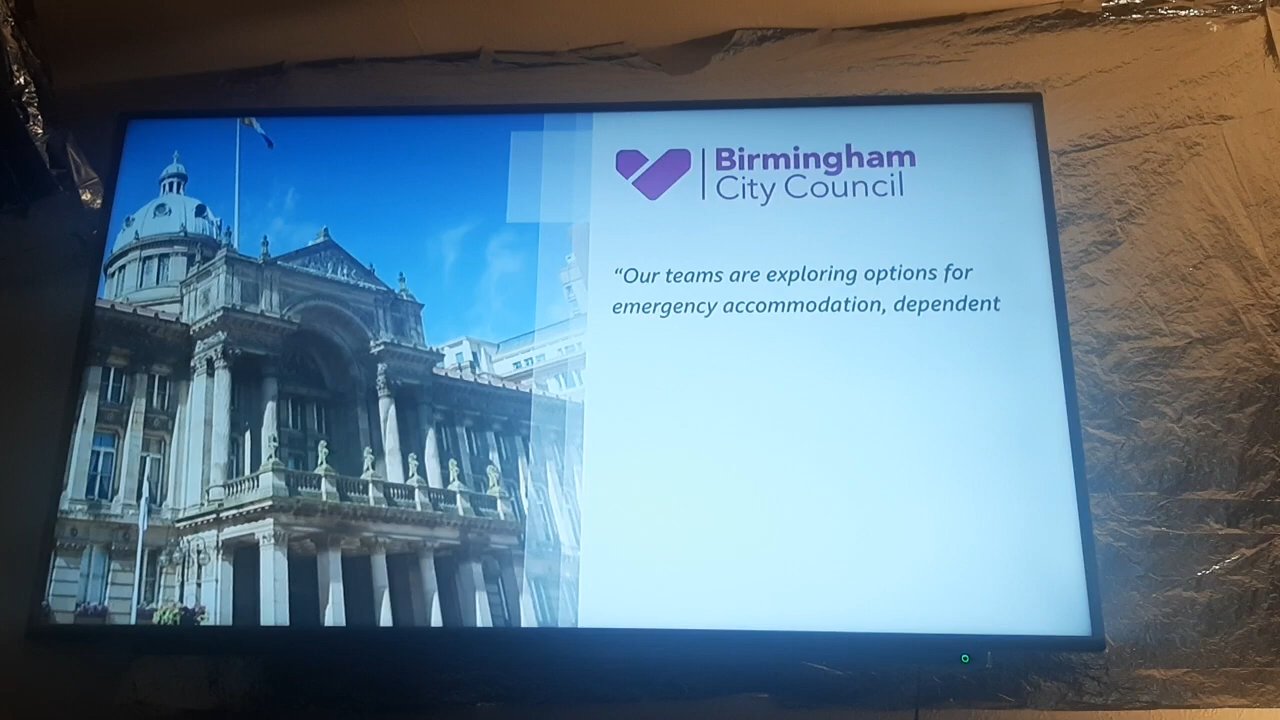 Birmingham
City Council
“Our teams are exploring options for
emergency accommodation, dependent